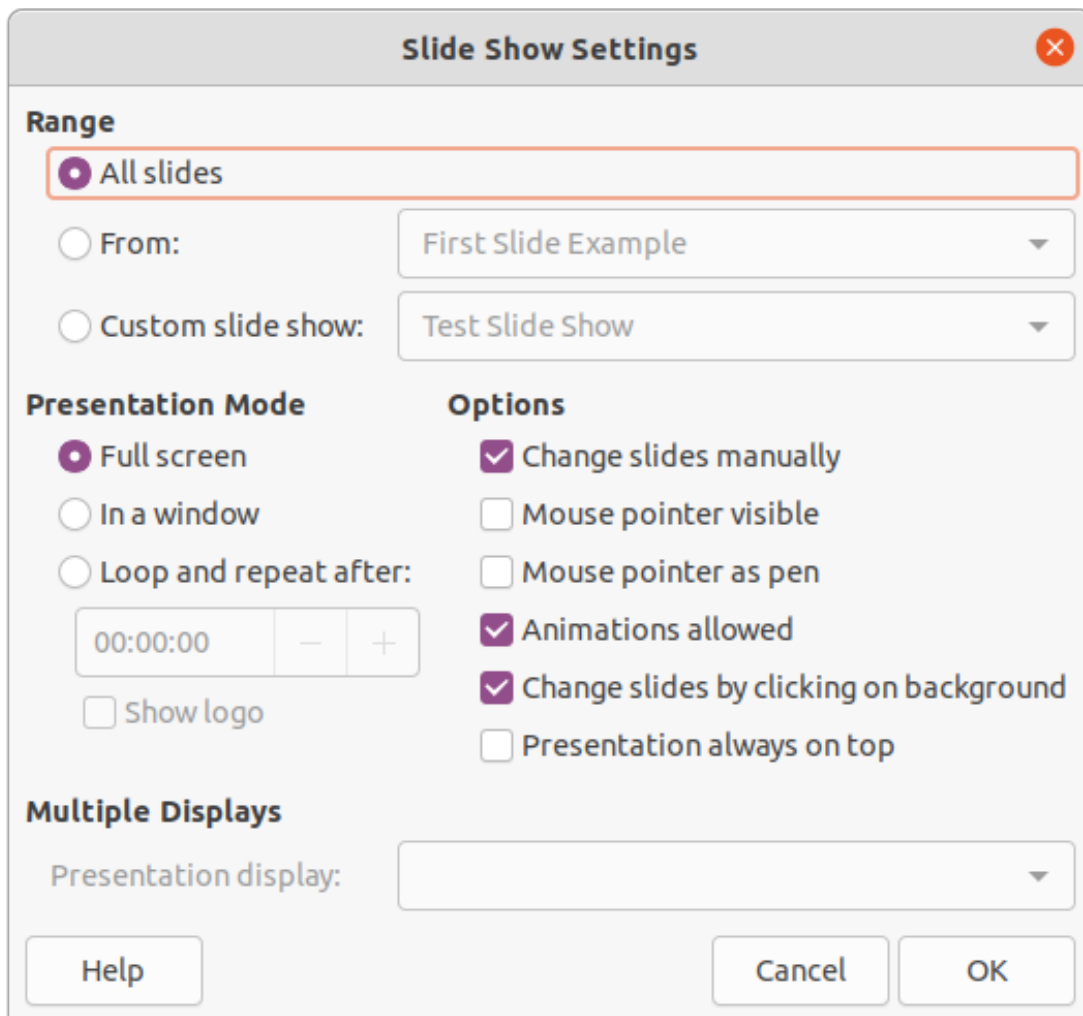 Slide Show Settings
Range
All slides
From: First Slide Example
Custom slide show: Test Slide Show
Presentation Mode
Full screen
In a window
Loop and repeat after:
00:00:00 − +
Show logo
Options
Change slides manually
Mouse pointer visible
Mouse pointer as pen
Animations allowed
Change slides by clicking on background
Presentation always on top
Multiple Displays
Presentation display:
Help Cancel OK